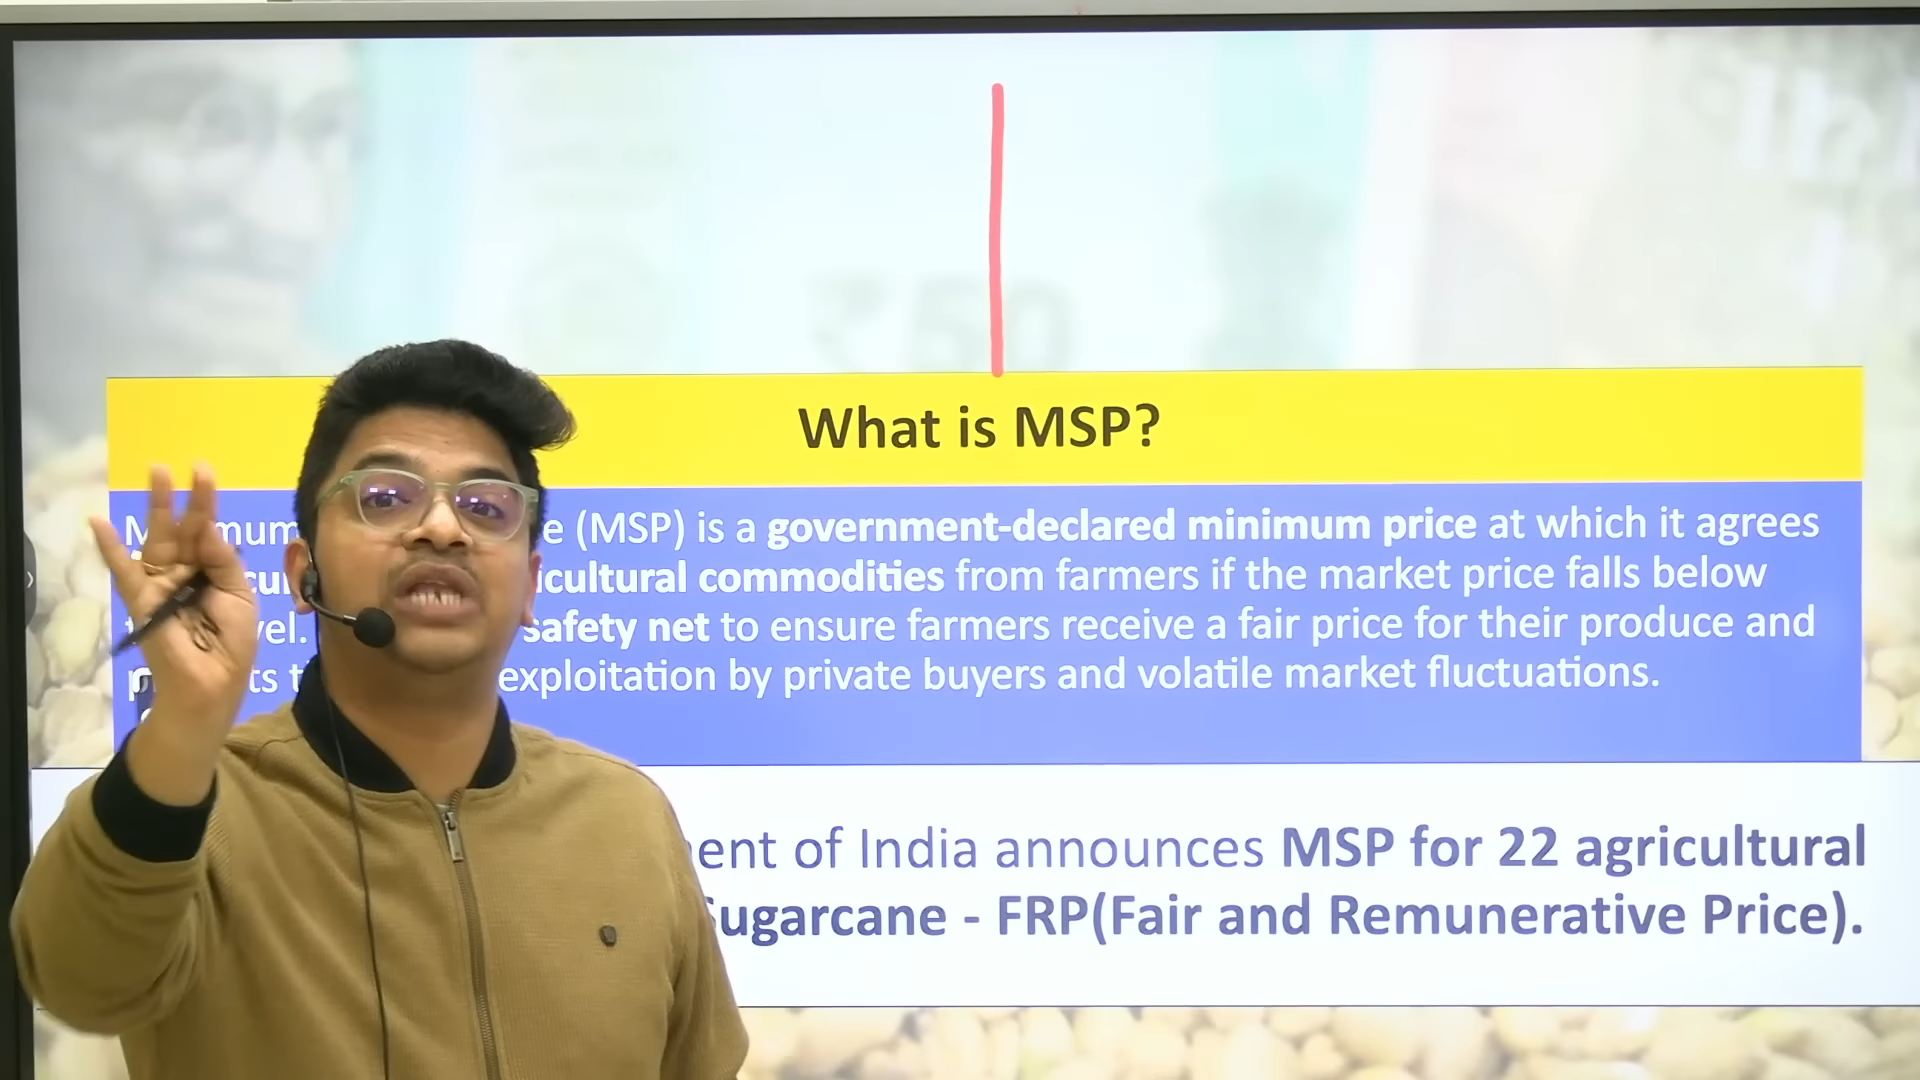 ₹50
What is MSP?
mum e (MSP) is a government-declared minimum price at which it agrees
cu icultural commodities from farmers if the market price falls below
vel. safety net to ensure farmers receive a fair price for their produce and
ts t exploitation by private buyers and volatile market fluctuations.
ent of India announces MSP for 22 agricultural
Sugarcane - FRP(Fair and Remunerative Price).